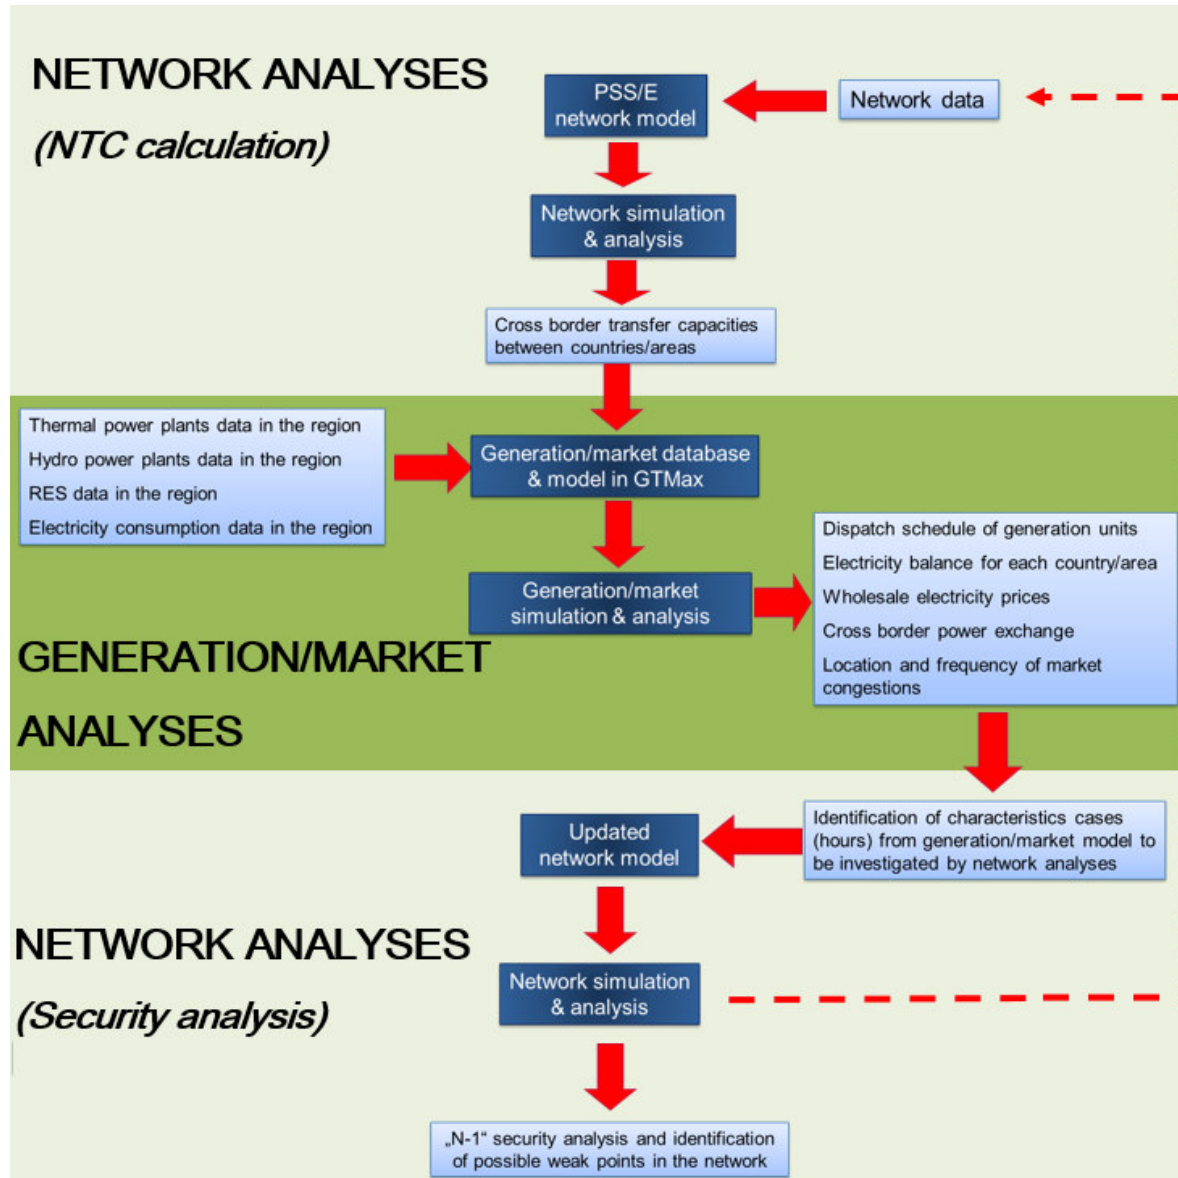 NETWORK ANALYSES
(NTC calculation)
PSS/E
network model
Network data
Network simulation
& analysis
Cross border transfer capacities
between countries/areas
Thermal power plants data in the region
Hydro power plants data in the region
RES data in the region
Electricity consumption data in the region
Generation/market database
& model in GTMax
Generation/market
simulation & analysis
Dispatch schedule of generation units
Electricity balance for each country/area
Wholesale electricity prices
Cross border power exchange
Location and frequency of market
congestions
GENERATION/MARKET
ANALYSES
Identification of characteristics cases
(hours) from generation/market model to
be investigated by network analyses
Updated
network model
NETWORK ANALYSES
(Security analysis)
Network simulation
& analysis
„N-1“ security analysis and identification
of possible weak points in the network